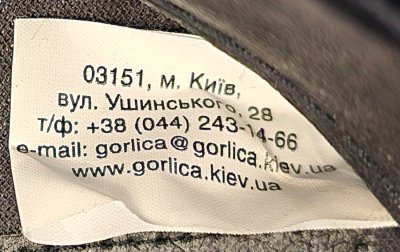 03151, м. Київ,
вул. Ушинського, 28
т/ф: +38 (044) 243-14-66
e-mail: gorlica@gorlica.kiev.ua
www.gorlica.kiev.ua